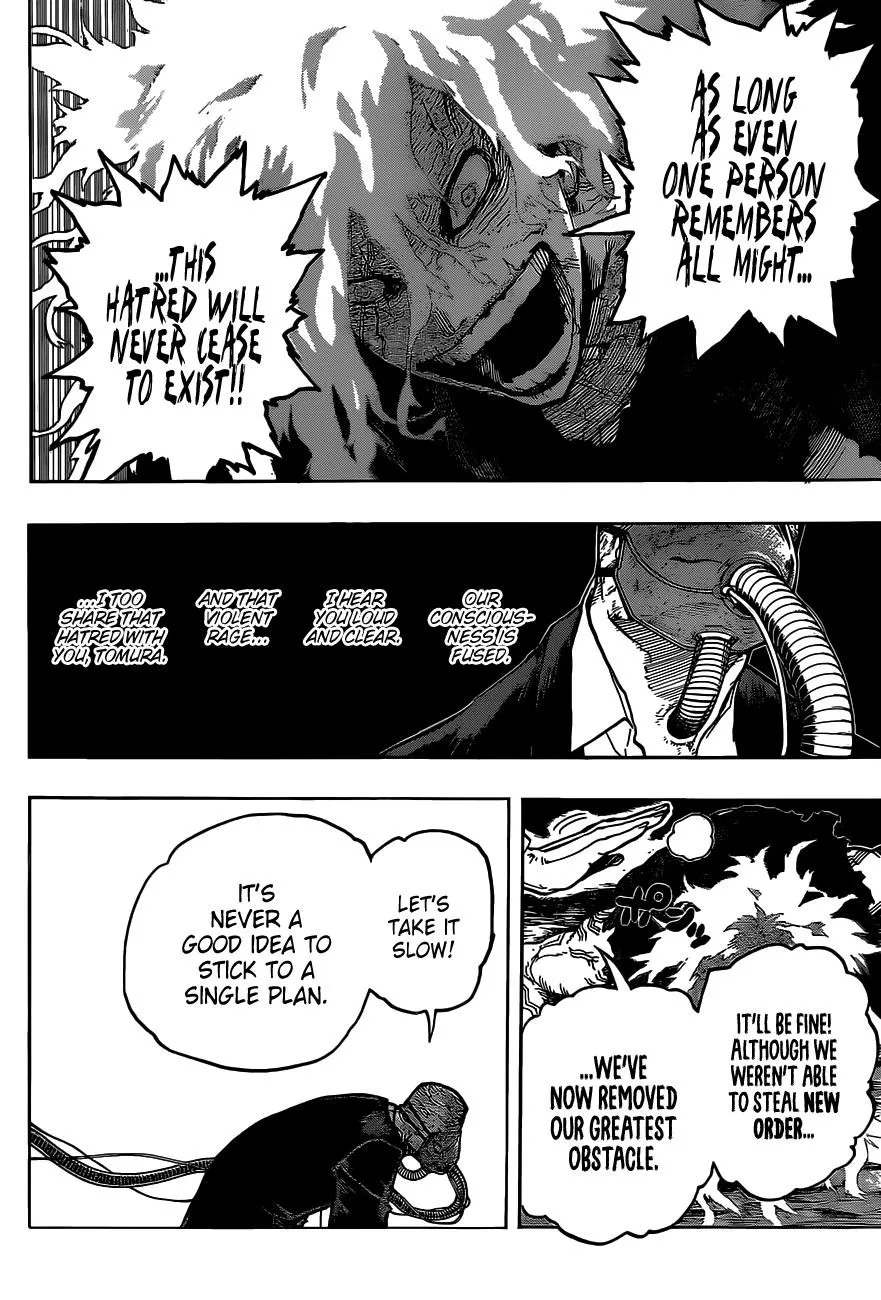 AS LONG
AS EVEN
ONE PERSON
REMEMBERS
ALL MIGHT...
...THIS
HATRED WILL
NEVER CEASE
TO EXIST!!
OUR
CONSCIOUS-
NESS IS
FUSED.
I HEAR
YOU LOUD
AND CLEAR.
AND THAT
VIOLENT
RAGE...
...I TOO
SHARE THAT
HATRED WITH
YOU, TOMURA.
IT'LL BE FINE!
ALTHOUGH WE
WEREN'T ABLE
TO STEAL NEW
ORDER...
...WE'VE
NOW REMOVED
OUR GREATEST
OBSTACLE.
LET'S
TAKE IT
SLOW!
IT'S
NEVER A
GOOD IDEA TO
STICK TO A
SINGLE PLAN.